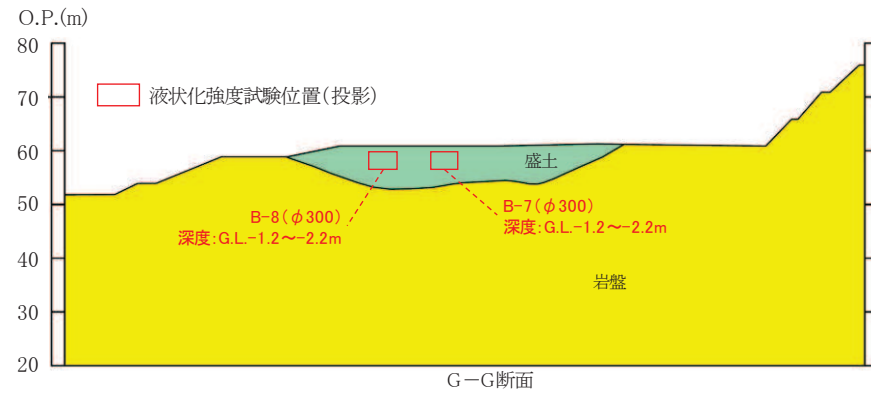 O.P.(m)
80
70
60
50
40
30
20
液状化強度試験位置(投影)
盛土
B-8(φ300)
深度:G.L.-1.2～-2.2m
B-7(φ300)
深度:G.L.-1.2～-2.2m
岩盤
G－G断面